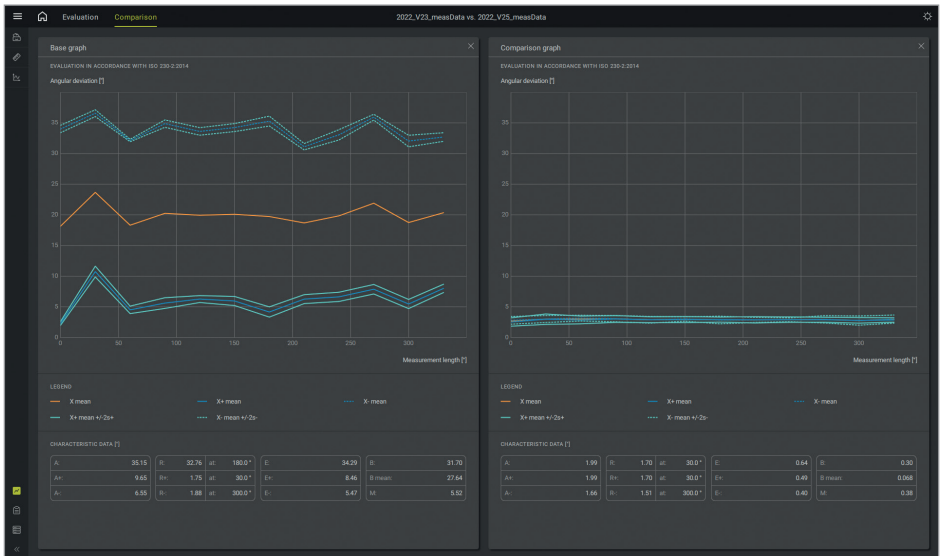 Evaluation Comparison 2022_V23_measData vs. 2022_V25_measData
Base graph
EVALUATION IN ACCORDANCE WITH ISO 230-2:2014
Angular deviation ["]
35
30
25
20
15
10
5
0
0 50 100 150 200 250 300
Measurement length [°]
LEGEND
X mean X+ mean X- mean
X+ mean +/-2s+ X- mean +/-2s-
CHARACTERISTIC DATA ["]
A: 35.15 R: 32.76 at: 180.0 ° E: 34.29 B: 31.70
A+: 9.65 R+: 1.75 at: 30.0 ° E+: 8.46 B mean: 27.64
A-: 6.55 R-: 1.88 at: 300.0 ° E-: 5.47 M: 5.52
Comparison graph
EVALUATION IN ACCORDANCE WITH ISO 230-2:2014
Angular deviation ["]
35
30
25
20
15
10
5
0
0 50 100 150 200 250 300
Measurement length [°]
LEGEND
X mean X+ mean X- mean
X+ mean +/-2s+ X- mean +/-2s-
CHARACTERISTIC DATA ["]
A: 1.99 R: 1.70 at: 30.0 ° E: 0.64 B: 0.30
A+: 1.99 R+: 1.70 at: 30.0 ° E+: 0.49 B mean: 0.068
A-: 1.66 R-: 1.51 at: 300.0 ° E-: 0.40 M: 0.38